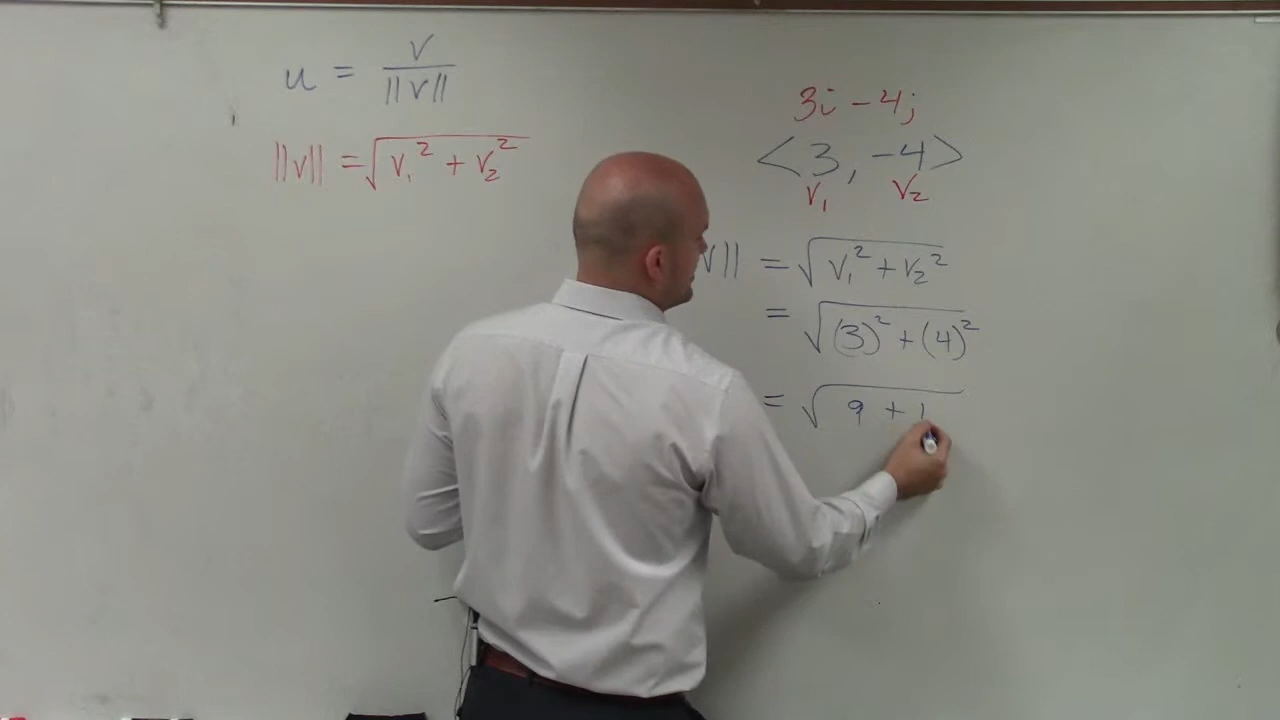 u = v / ||v||
||v|| = √(v₁² + v₂²)
3i - 4j
<3, -4>
v₁ v₂
v|| = √(v₁² + v₂²)
= √((3)² + (4)²)
= √(9 + 1